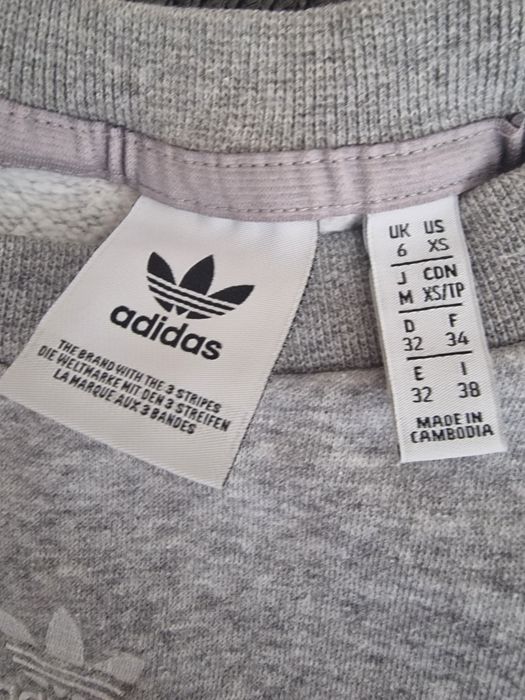 adidas
THE BRAND WITH THE 3 STRIPES
DIE WELTMARKE MIT DEN 3 STREIFEN
LA MARQUE AUX 3 BANDES
UK US
6 XS
J CDN
M XS/TP
D F
32 34
E I
32 38
MADE IN
CAMBODIA